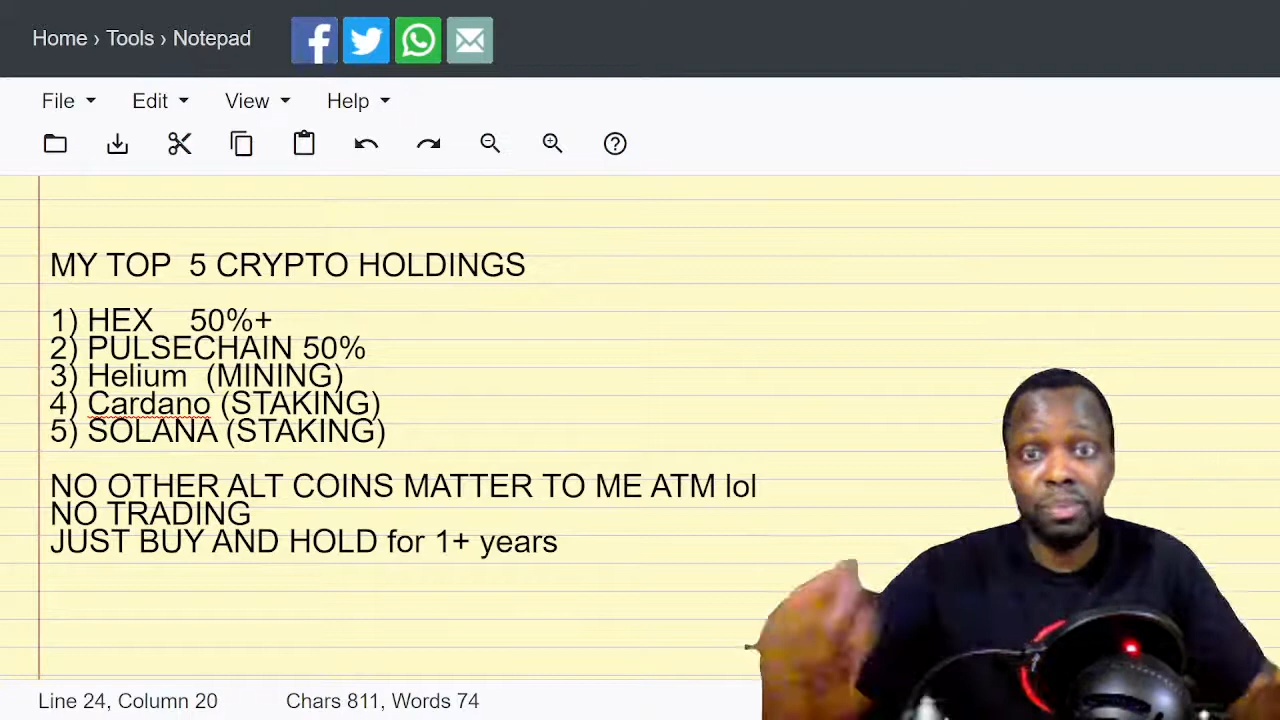 Home › Tools › Notepad
File Edit View Help
MY TOP  5 CRYPTO HOLDINGS
1) HEX    50%+
2) PULSECHAIN 50%
3) Helium  (MINING)
4) Cardano (STAKING)
5) SOLANA (STAKING)
NO OTHER ALT COINS MATTER TO ME ATM lol
NO TRADING
JUST BUY AND HOLD for 1+ years
Line 24, Column 20 Chars 811, Words 74